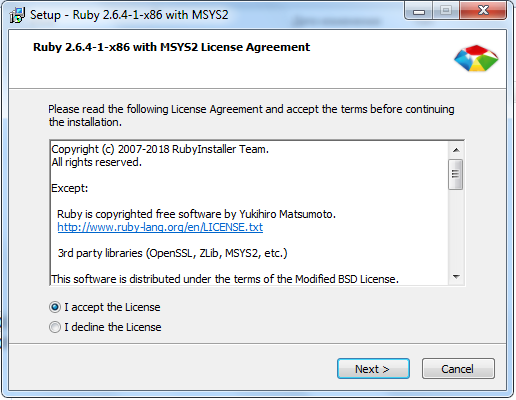 Setup - Ruby 2.6.4-1-x86 with MSYS2
Ruby 2.6.4-1-x86 with MSYS2 License Agreement
Please read the following License Agreement and accept the terms before continuing
the installation.
Copyright (c) 2007-2018 RubyInstaller Team.
All rights reserved.
Except:
Ruby is copyrighted free software by Yukihiro Matsumoto.
http://www.ruby-lang.org/en/LICENSE.txt
3rd party libraries (OpenSSL, ZLib, MSYS2, etc.)
This software is distributed under the terms of the Modified BSD License.
I accept the License
I decline the License
Next >
Cancel